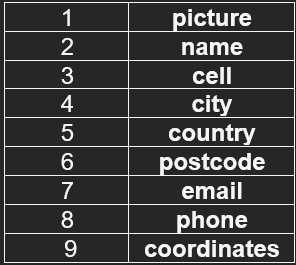 1 picture
2 name
3 cell
4 city
5 country
6 postcode
7 email
8 phone
9 coordinates